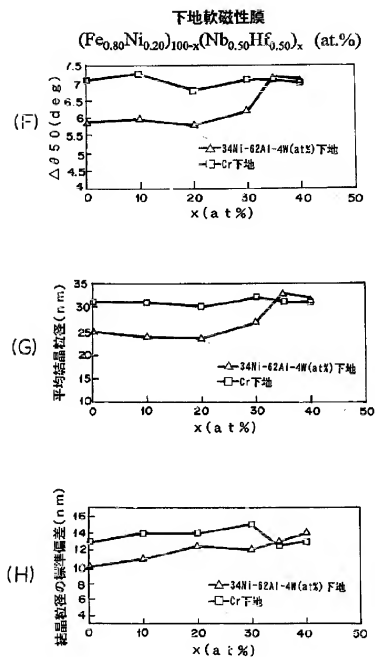 下地軟磁性膜
(Fe0.80Ni0.20)100-x(Nb0.50Hf0.50)x (at.%)
(F)
Δθ50(deg)
7.5
7
6.5
6
5.5
5
4.5
4
34Ni-62Al-4W(at%)下地
Cr下地
0 10 20 30 40 50
x(at%)
(G)
平均結晶粒径(nm)
35
30
25
20
15
10
34Ni-62Al-4W(at%)下地
Cr下地
0 10 20 30 40 50
x(at%)
(H)
結晶粒径の標準偏差(nm)
16
14
12
10
8
6
4
34Ni-62Al-4W(at%)下地
Cr下地
0 10 20 30 40 50
x(at%)